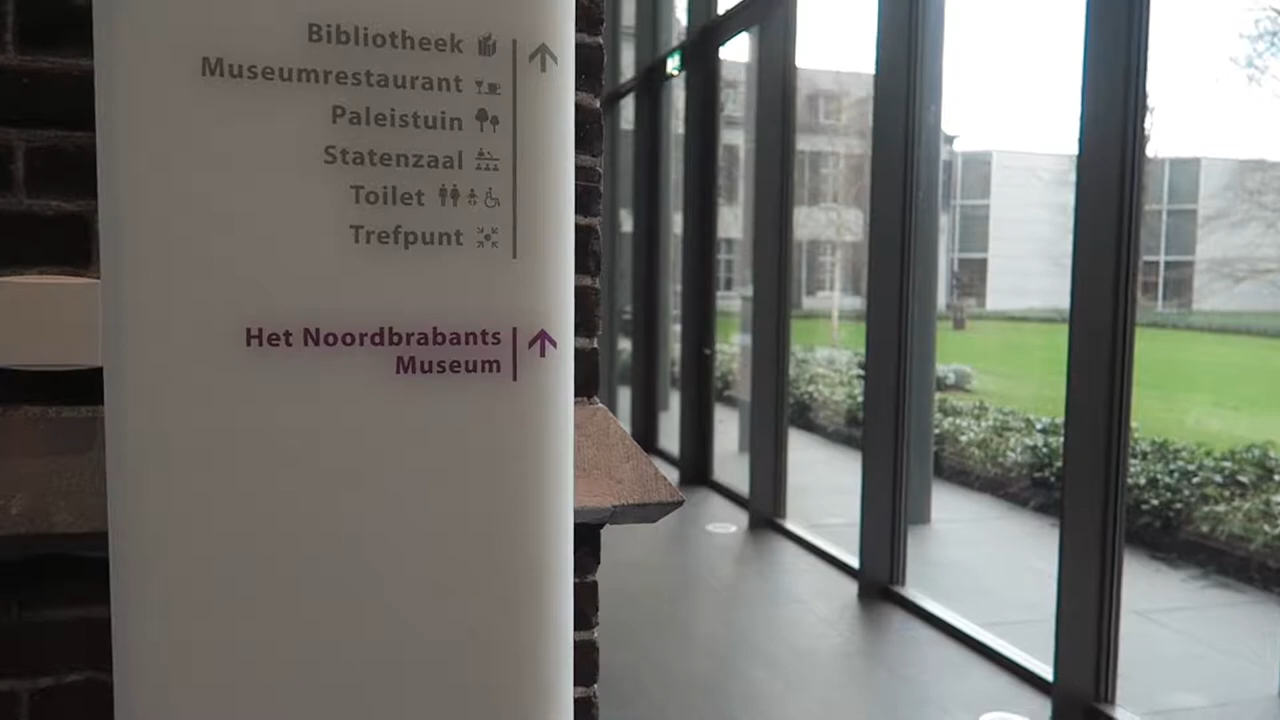 Bibliotheek
Museumrestaurant
Paleistuin
Statenzaal
Toilet
Trefpunt
Het Noordbrabants
Museum